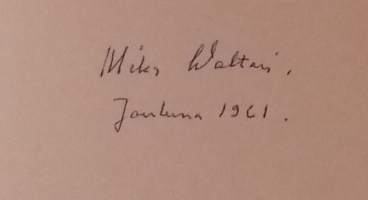 Mika Waltari.
Jouluna 1961.